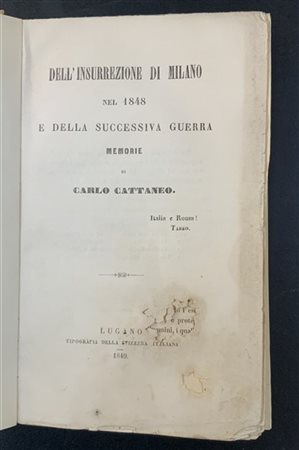 DELL'INSURREZIONE DI MILANO
NEL 1848
E DELLA SUCCESSIVA GUERRA
MEMORIE
DI
CARLO CATTANEO.
Italia e Roma!
TASSO.
LUGANO
TIPOGRAFIA DELLA SVIZZERA ITALIANA
1849.